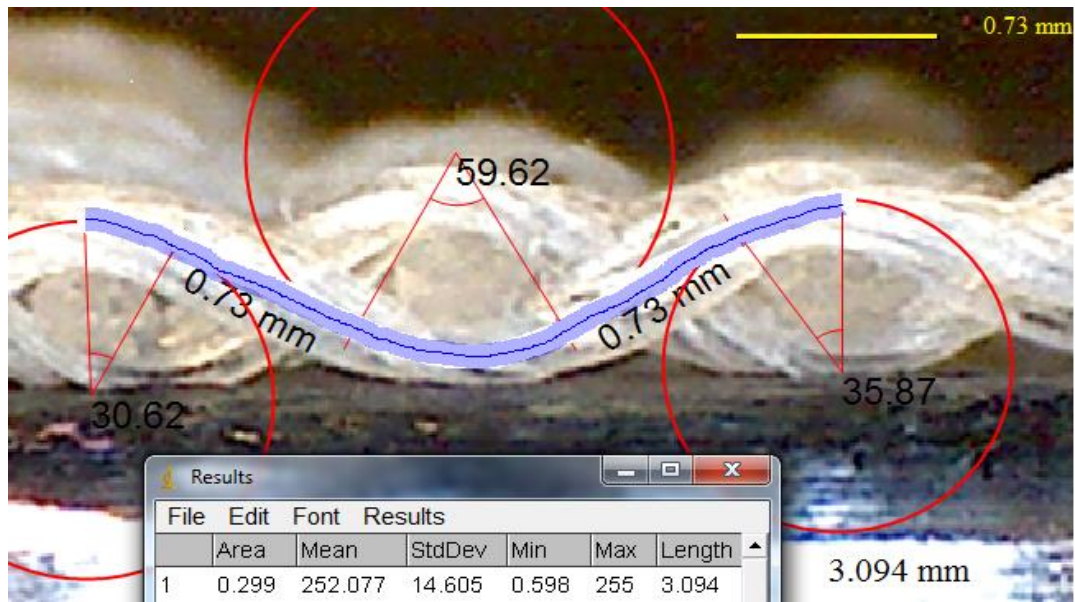 0.73 mm
59.62
0.73 mm
0.73 mm
30.62
35.87
Results
File Edit Font Results
Area Mean StdDev Min Max Length
1 0.299 252.077 14.605 0.598 255 3.094
3.094 mm